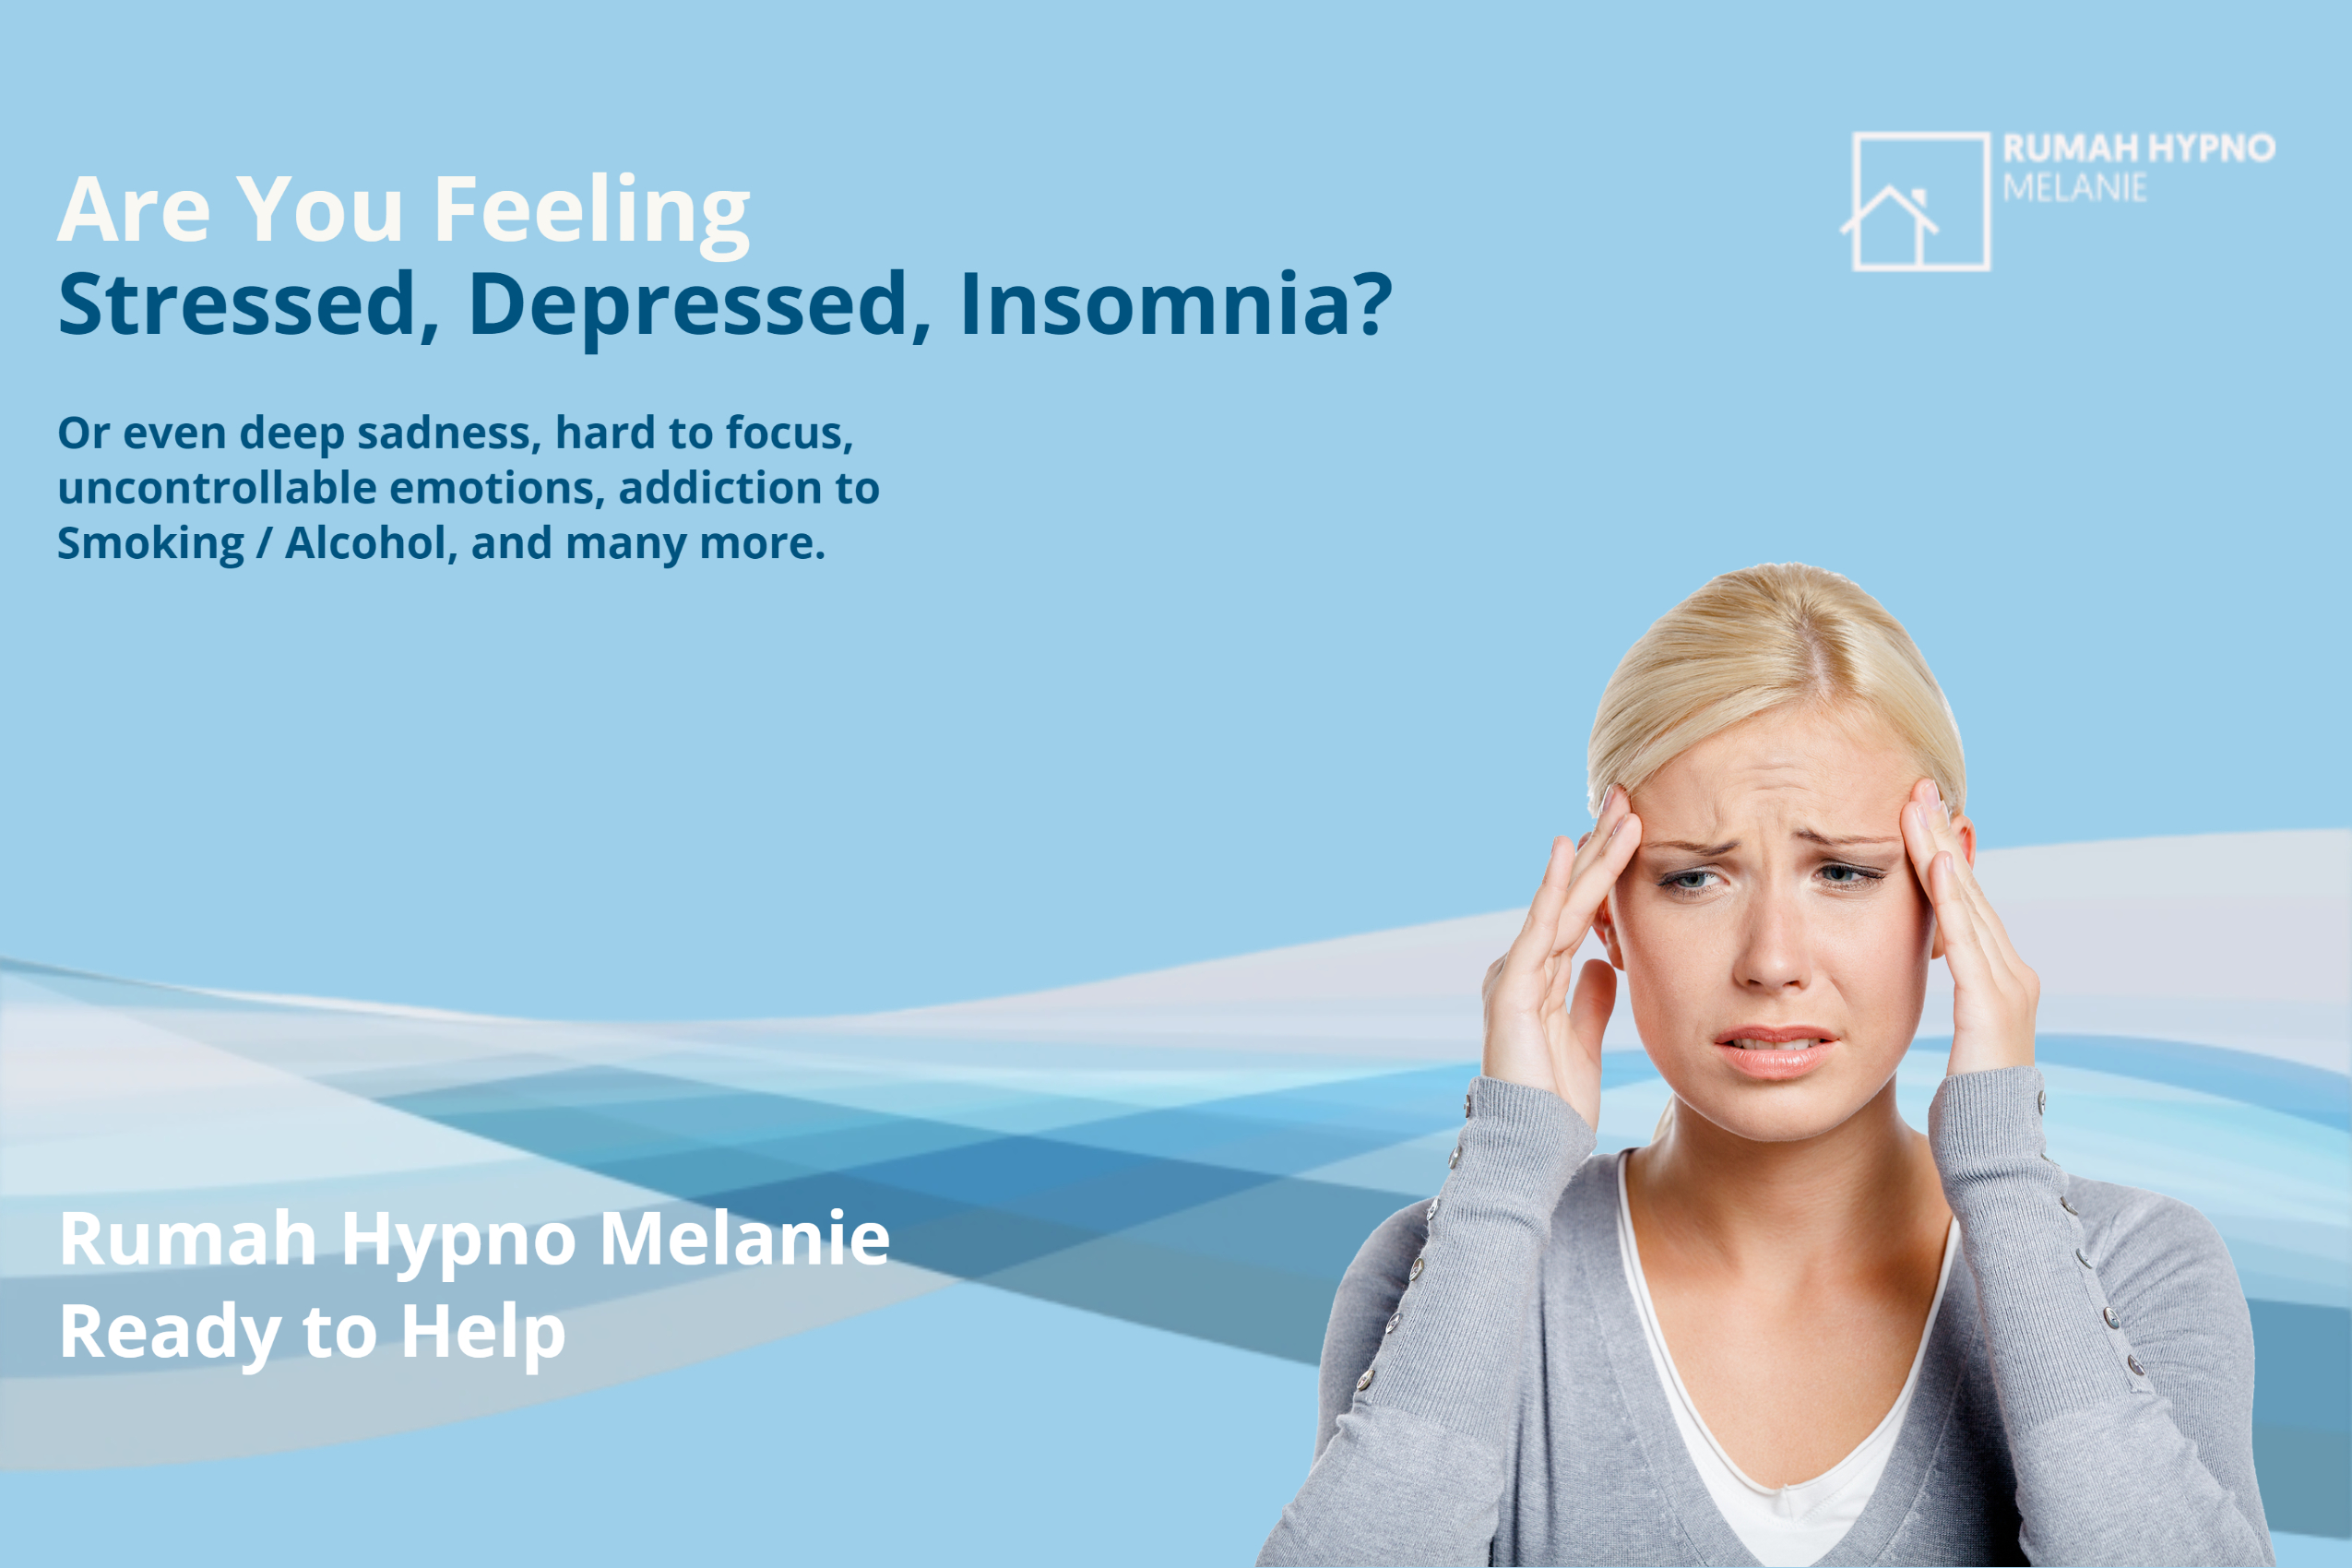 RUMAH HYPNO
MELANIE
Are You Feeling
Stressed, Depressed, Insomnia?
Or even deep sadness, hard to focus,
uncontrollable emotions, addiction to
Smoking / Alcohol, and many more.
Rumah Hypno Melanie
Ready to Help